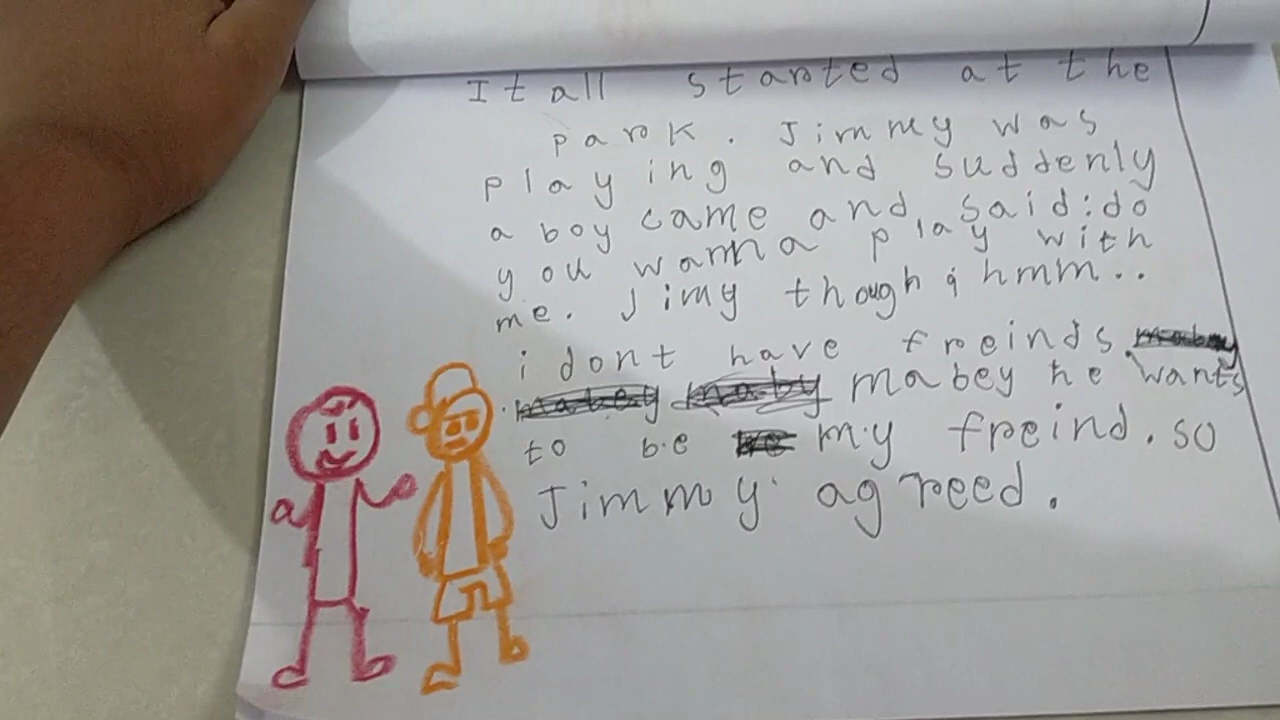 It all started at the
park. Jimmy was
playing and suddenly
a boy came and said:do
you wanna play with
me. Jimy though; hmm..
i dont have freinds.
mabey he wants
to be my freind. so
Jimmy agreed.